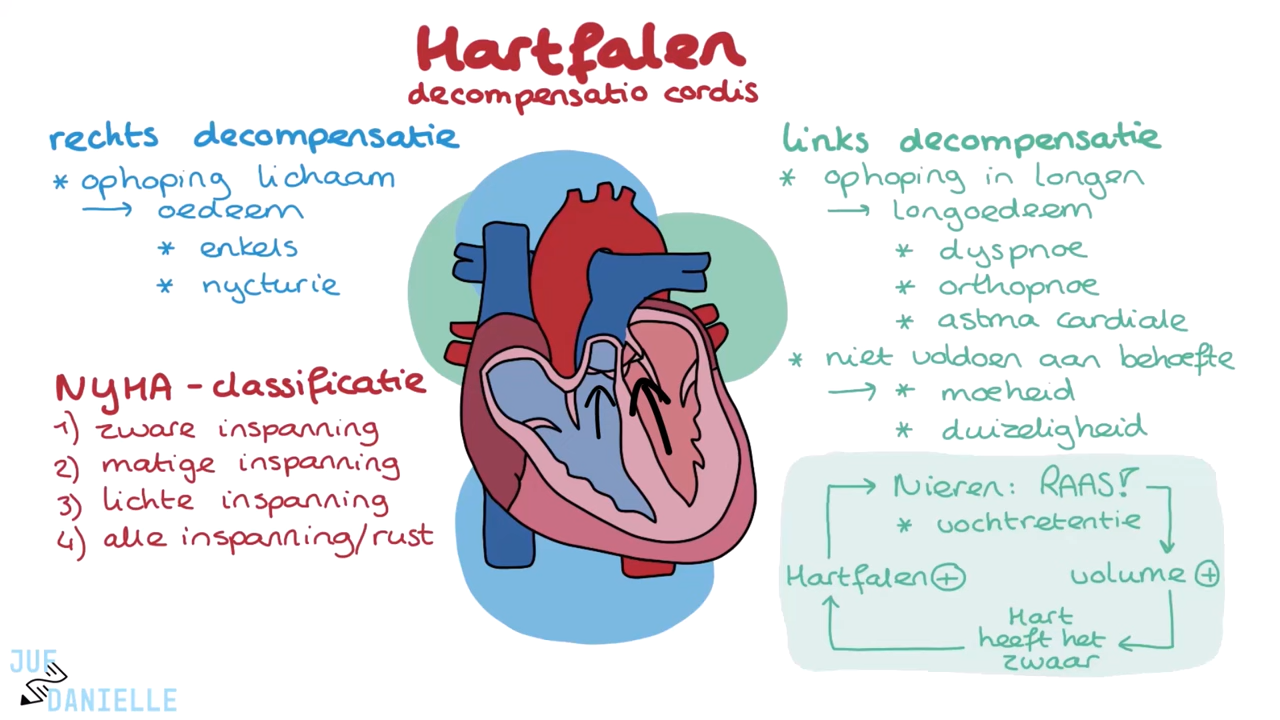 Hartfalen
decompensatio cordis
rechts decompensatie
* ophoping lichaam
→ oedeem
* enkels
* nycturie
NYHA - classificatie
1) zware inspanning
2) matige inspanning
3) lichte inspanning
4) alle inspanning/rust
links decompensatie
* ophoping in longen
→ longoedeem
* dyspnoe
* orthopnoe
* astma cardiale
* niet voldoen aan behoefte
→ * moeheid
* duizeligheid
→ Nieren: RAAS!
* vochtretentie
Hartfalen ⊕
volume ⊕
Hart
heeft het
zwaar
JUF
DANIELLE